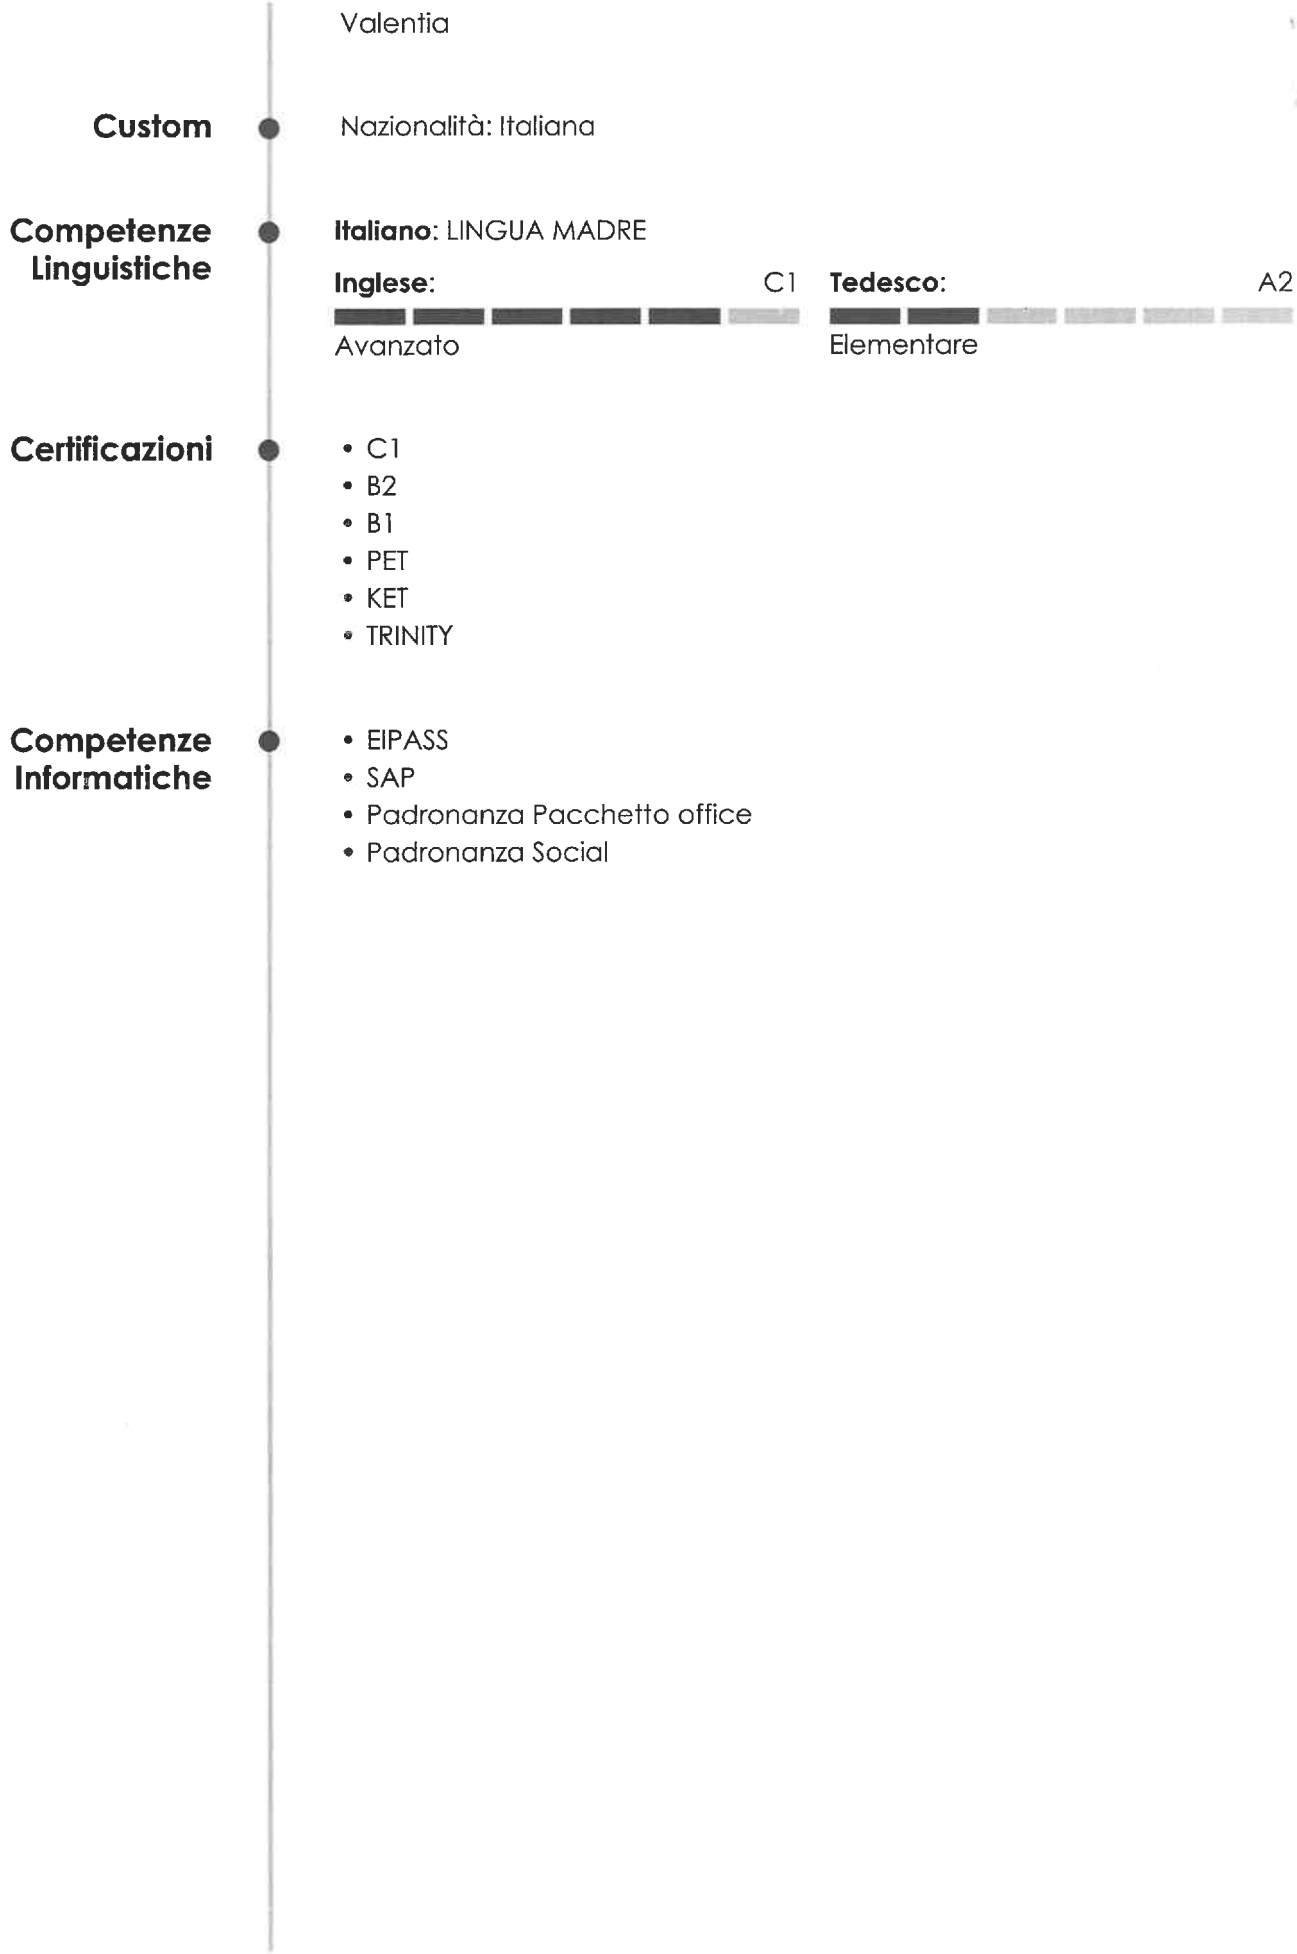 Valentia
Custom
Nazionalità: Italiana
Competenze
Linguistiche
Italiano: LINGUA MADRE
Inglese: C1
Avanzato
Tedesco: A2
Elementare
Certificazioni
• C1
• B2
• B1
• PET
• KET
• TRINITY
Competenze
Informatiche
• EIPASS
• SAP
• Padronanza Pacchetto office
• Padronanza Social